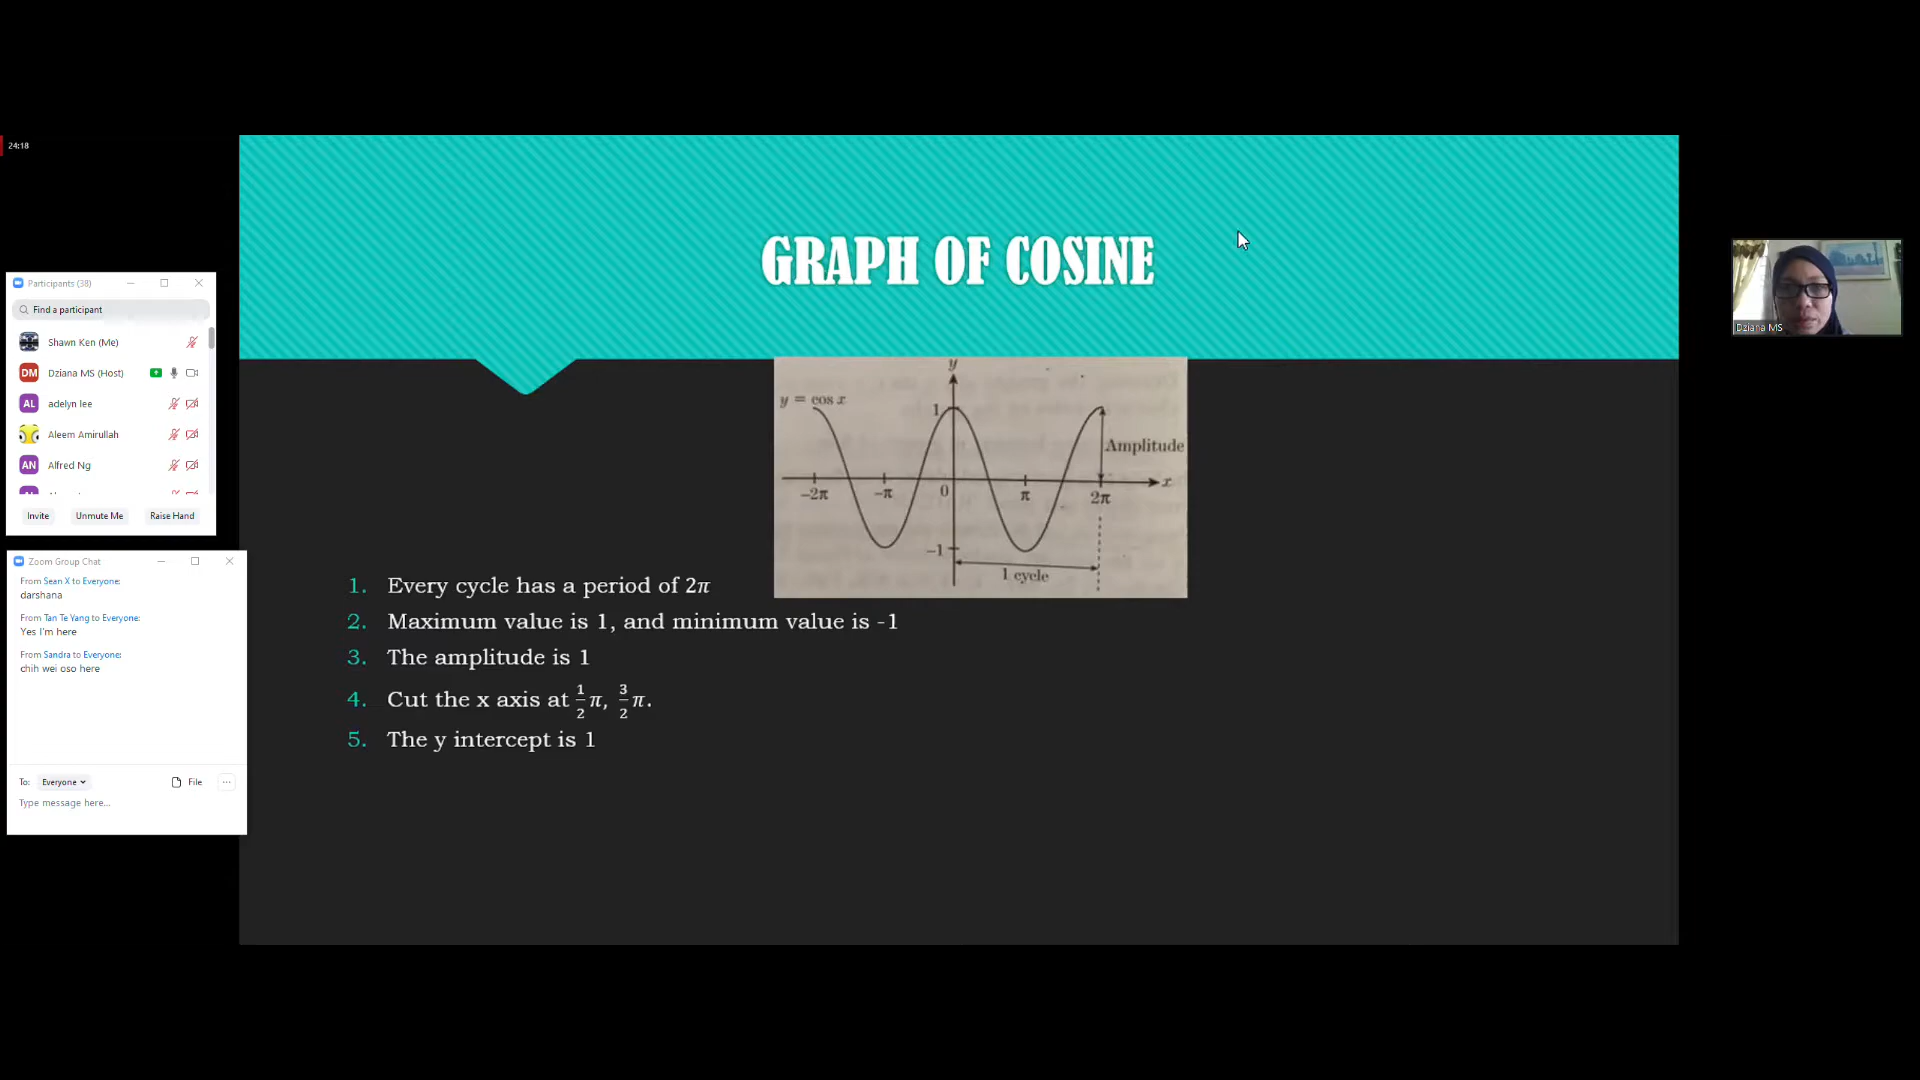 24:18
GRAPH OF COSINE
Participants (38)
Find a participant
Shawn Ken (Me)
DM Dziana MS (Host)
AL adelyn lee
Aleem Amirullah
AN Alfred Ng
Invite Unmute Me Raise Hand
Zoom Group Chat
From Sean X to Everyone:
darshana
From Tan Te Yang to Everyone:
Yes I'm here
From Sandra to Everyone:
chih wei oso here
To: Everyone File ...
Type message here...
y
y = cos x
1
Amplitude
−2π −π 0 π 2π x
−1
1 cycle
1. Every cycle has a period of 2π
2. Maximum value is 1, and minimum value is -1
3. The amplitude is 1
4. Cut the x axis at 1/2 π, 3/2 π.
5. The y intercept is 1
Dziana MS